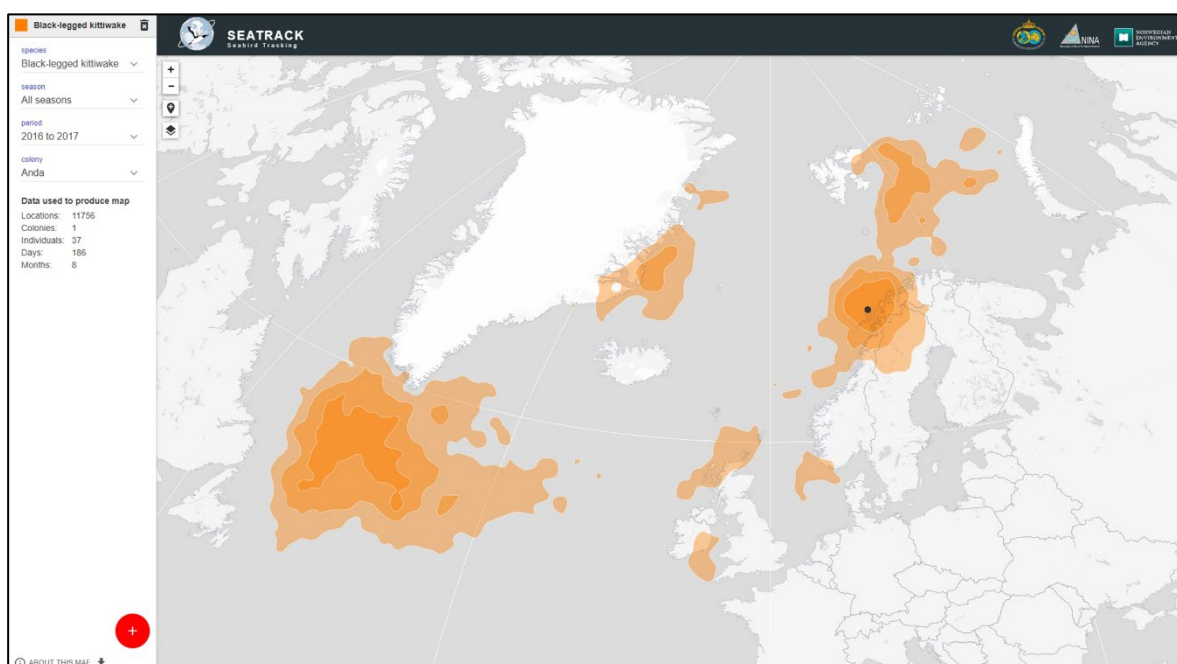 Black-legged kittiwake
species
Black-legged kittiwake
season
All seasons
period
2016 to 2017
colony
Anda
Data used to produce map
Locations: 11756
Colonies: 1
Individuals: 37
Days: 186
Months: 8
+
ABOUT THIS MAP
SEATRACK
Seabird Tracking
+
−
NINA
NORWEGIAN
ENVIRONMENT
AGENCY